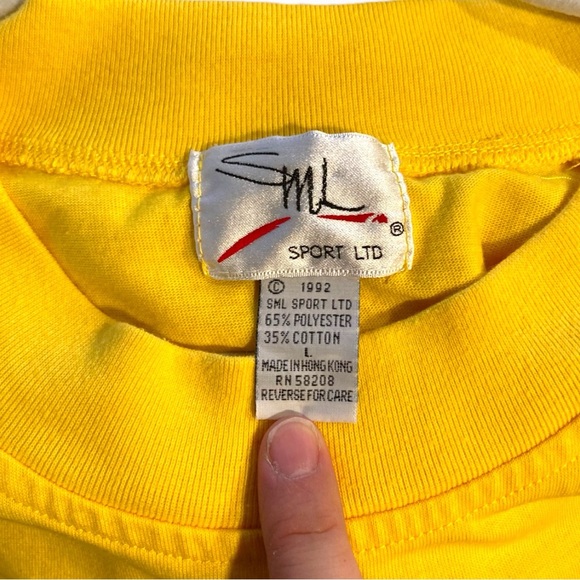 SML
®
SPORT LTD
© 1992
SML SPORT LTD
65% POLYESTER
35% COTTON
L
MADE IN HONG KONG
RN 58208
REVERSE FOR CARE